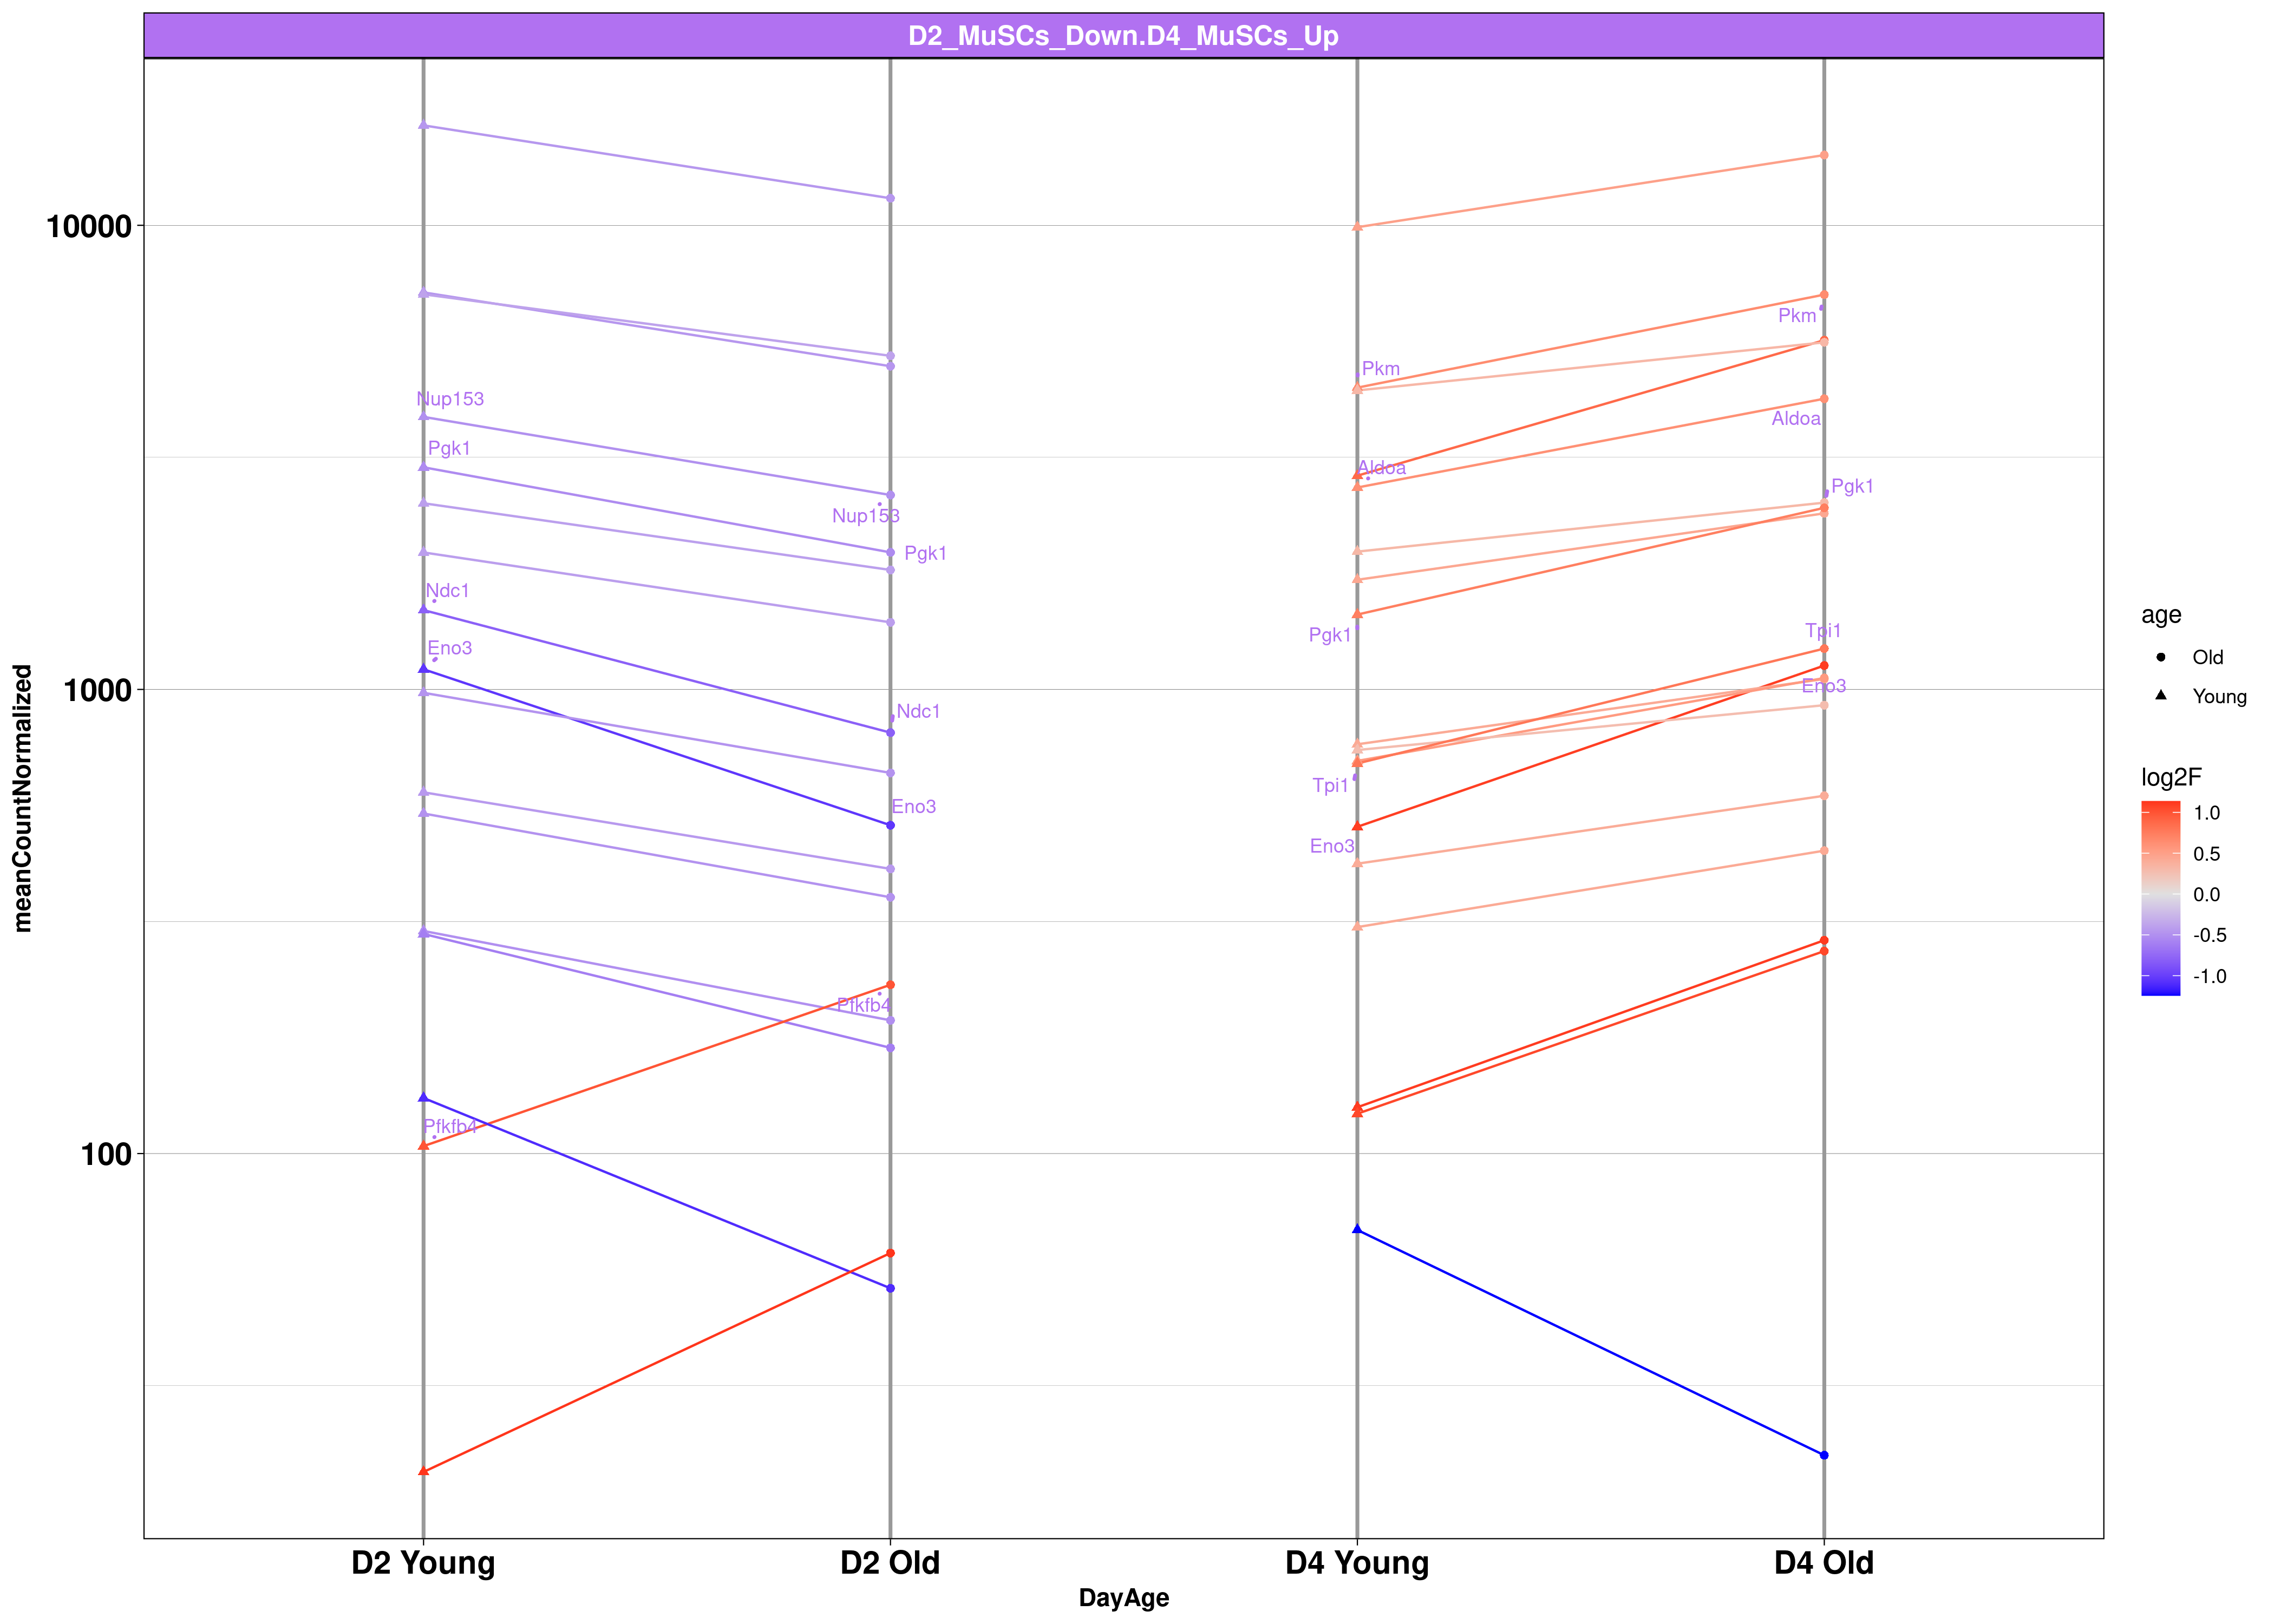 D2_MuSCs_Down.D4_MuSCs_Up
10000
1000
100
meanCountNormalized
Nup153
Pgk1
Ndc1
Eno3
Pfkfb4
Nup153
Pgk1
Ndc1
Eno3
Pfkfb4
Pkm
Aldoa
Pgk1
Tpi1
Eno3
Pkm
Aldoa
Pgk1
Tpi1
Eno3
D2 Young
D2 Old
D4 Young
D4 Old
DayAge
age
Old
Young
log2F
1.0
0.5
0.0
-0.5
-1.0